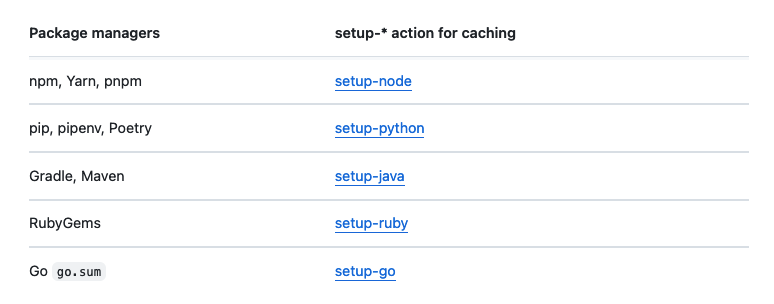 Package managers setup-* action for caching
npm, Yarn, pnpm setup-node
pip, pipenv, Poetry setup-python
Gradle, Maven setup-java
RubyGems setup-ruby
Go go.sum setup-go